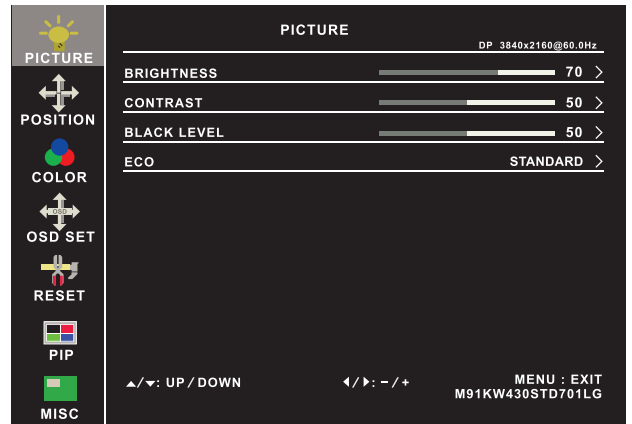 PICTURE
DP 3840x2160@60.0Hz
PICTURE
BRIGHTNESS 70 >
CONTRAST 50 >
BLACK LEVEL 50 >
ECO STANDARD >
POSITION
COLOR
OSD
OSD SET
RESET
PIP
MISC
▲/▼: UP/DOWN ◀/▶: -/+ MENU : EXIT
M91KW430STD701LG